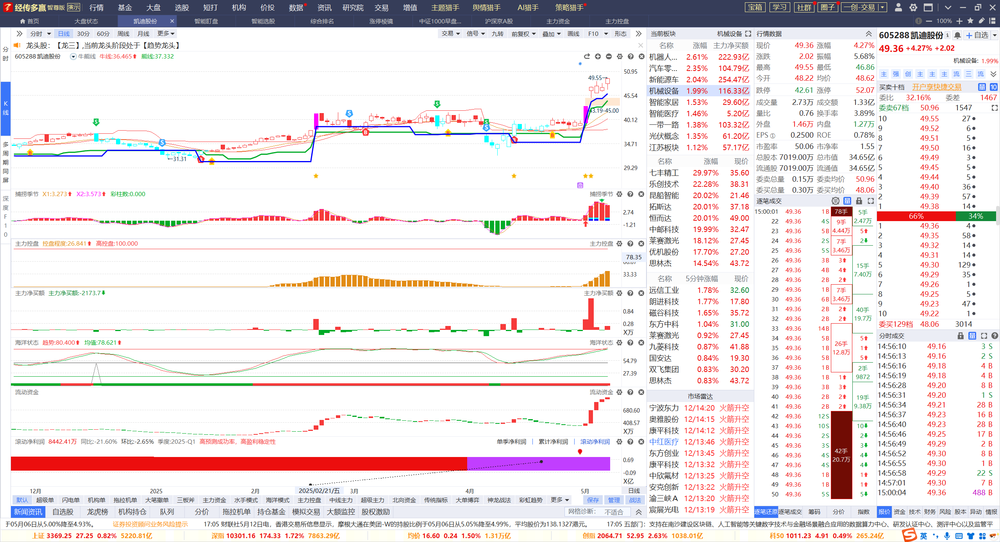 经传多赢 智尊版 演示 行情 基金 大盘 选股 短打 机构 价投 数据 资讯 研究院 交易 增值 主题猎手 舆情猎手 AI猎手 策略猎手 宝箱 学习 社群 圈子 一创-交易
首页 大盘状态 凯迪股份 智能盯盘 智能选股 综合排名 涨停棱镜 中证1000早盘... 沪深京A股 主力资金 主力控盘 100%
分时 日线 30分 60分 周线 月线 更多 交易 信号 九转 前复权 叠加 画线 F10 形态
龙头股：【龙三】,当前龙头阶段处于【趋势龙头】
605288 凯迪股份 牛熊线 牛线:36.465 熊线:37.332
分时
K线
多周期同屏
深度F10
50.95
49.55→
45.54
43.19-45.00
40.12
34.71
←31.31
29.29
捕捞季节 X1:3.273 X2:3.573 彩柱数:0.000 捕捞季节
2.74
-1.21
主力控盘 控盘程度:26.841 高控盘:100.000 主力控盘
78.35
33.33
主力净买额 主力净买额:-2173.7 主力净买额
0.84
0.28
X万
海洋状态 趋势:80.400 均值:78.621 海洋状态
54.79
27.39
流动资金 流动资金
680.60
408.57
X万
滚动净利润 8442.41万 同比:-21.60% 环比:-2.65% 季度:2025-Q1 高预测成功率，高盈利稳定性 单季净利润 累计净利润 滚动净利润
0.69
-0.09
X亿
12月 2025 2月 2025/02/21/五 3月 4月 5月 日线
默认 超级单 闪电单 机构单 拖拉机单 大笔撤单 三板斧 主力资金 水手模式 海洋模式 主力控盘 中线主力 超级主力 北向资金 传统指标 大单博弈 神龙战法 彩虹趋势 更多 保存 管理 战法
新闻资讯 自选股 龙虎榜 机构持仓 队列 分价 拖拉机单 持仓基金 模拟交易 大额监控 股权激励 网格诊断： 不适合
当前板块 机械设备
名称 涨幅 主力净买额
机器人... 2.61% 222.93亿
汽车零... 2.35% 104.79亿
新能源车 2.04% 254.47亿
机械设备 1.99% 116.33亿
智能家居 1.53% 29.60亿
智能医疗 1.46% 5.20亿
一带一路 1.38% 103.32亿
光伏概念 1.35% 61.20亿
江苏板块 1.12% 57.17亿
名称 涨幅 现价
七丰精工 29.97% 35.60
乐创技术 22.28% 38.31
昆船智能 20.02% 21.46
拓斯达 20.01% 37.18
恒而达 20.01% 49.00
中邮科技 19.99% 32.47
莱赛激光 18.12% 27.45
优机股份 17.70% 27.20
思林杰 14.54% 43.72
名称 5分钟涨幅 现价
远信工业 1.78% 32.60
朗进科技 1.77% 17.80
磁谷科技 1.65% 35.72
东方中科 1.04% 31.00
莱赛激光 0.92% 27.45
九菱科技 0.87% 41.88
国安达 0.84% 19.30
双飞集团 0.83% 30.20
思林杰 0.83% 43.72
市场雷达
宁波东力 12/14:20 火箭升空
奥雅股份 12/14:15 火箭升空
康平科技 12/14:12 火箭升空
中红医疗 12/13:46 火箭升空
东方创业 12/13:45 火箭升空
康平科技 12/13:32 火箭升空
中欣氟材 12/13:25 火箭升空
安克创新 12/13:22 火箭升空
渝三峡A 12/13:20 火箭升空
宸展光电 12/13:19 火箭升空
行情数据
现价 49.36 涨幅 4.27%
涨跌 2.02 振幅 5.68%
最高 49.55 最低 46.86
今开 48.22 均价 48.62
跌停 42.61 涨停 52.07
成交量 2.73万 成交额 1.33亿
量比 0.76 换手率 3.89%
外盘 1.46万 内盘 1.27万
EPS ① 0.2500 ROE 0.78%
市盈率 50.06 市净率 1.55
总股本 7019.00万 总市值 34.65亿
流通股 7019.00万 流通值 34.65亿
委卖总量 0.15万 委卖均价 50.96
委买总量 0.30万 委买均价 48.06
逐笔成交 单 量
15:00:01 49.36 1 B
22 49.36 4 S
23 49.36 5 B
24 49.36 2 S
25 49.36 5 S
26 49.36 3 B
27 49.36 4 B
28 49.36 2 B
29 49.36 1 B
30 49.36 6 B
31 49.36 2 B
32 49.36 2 B
33 49.36 14 B
34 49.36 5 B
35 49.36 1 B
36 49.36 5 B
37 49.36 1 B
38 49.36 1 B
39 49.36 3 B
40 49.36 2 B
41 49.36 2 B
42 49.36 12 S
43 49.36 10 S
44 49.36 2 S
45 49.36 3 S
46 49.36 4 S
47 49.36 4 S
48 49.36 1 B
49 49.36 1 B
50 49.36 5 S
78手
9手
4.44万
7手
3.46万
3
4
2
7手
3.46万
2
2
26手
12.8万
1
3
2
2
42手
20.7万
5手
2.47万
5
2
15手
7.40万
40手
19.7万
5
1
5
2手
9872
19手
9.38万
10
2
3
4
4
1
1
5
逐笔还原 逐笔成交 筹码 分价 指数
605288 凯迪股份 自选
49.36 +4.27% +2.02
机械设备: 1.99%
主 强 创 主 主 主 流 三 流
买卖十档 开户享快捷交易 量 10
委比 32.16% 委差 1467
委卖67档 50.96 1547
10 49.55 27
9 49.52 6
8 49.51 5
7 49.50 16
6 49.49 3
5 49.45 5
4 49.44 5
3 49.40 36
2 49.39 57
1 49.38 14
66% 34%
1 49.36 4
2 49.35 58
3 49.32 14
4 49.31 14
5 49.30 129
6 49.29 35
7 49.26 1
8 49.25 5
9 49.23 47
10 49.22 1
委买129档 48.06 3014
分时成交 量
14:56:10 49.16 3 S
14:56:13 49.16 2 S
14:56:16 49.18 4 B
14:56:19 49.18 4 B
14:56:28 49.20 8 B
14:56:31 49.20 1 S
14:56:34 49.21 28 B
14:56:37 49.23 16 B
14:56:40 49.23 28 B
14:56:46 49.25 17 B
14:56:49 49.29 2 B
14:56:52 49.30 8 B
14:56:55 49.30 1 B
14:56:58 49.29 22 S
14:57:01 49.30 7 B
15:00:04 49.36 488 B
报价 资金 技术 财务 风险 股本 异动 情报
于05月06日从5.00%降至4.93%。 证券投资顾问业务风险提示 17:05 财联社5月12日电，香港交易所信息显示，摩根大通在美团-W的持股比例于05月06日从5.05%降至4.99%，平均股价为138.1327港元。 17:05 五部门：支持在南沙建设区块链、人工智能等关键数字技术与金融场景融合应用的数据算力中心、研发认证中心、测评中心以及监管平
上证 3369.25 27.25 0.82% 5220.81亿 深指 10301.16 174.33 1.72% 7863.29亿 均价 16.60 0.24 1.50% 1.31万亿 创指 2064.71 52.95 2.63% 1038.01亿 科50 1011.23 4.91 0.49% 265.24亿 英